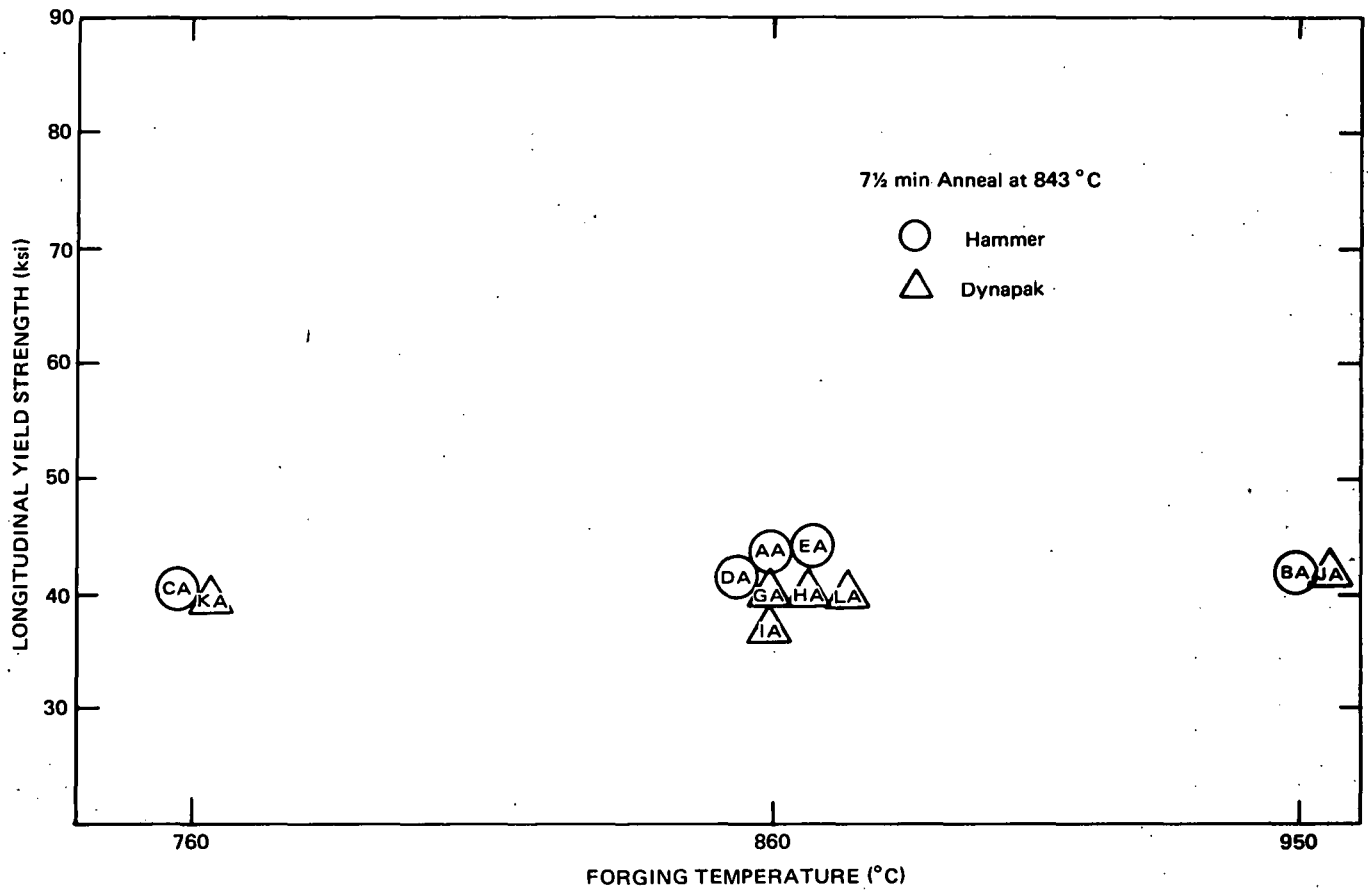 90
80
70
60
50
40
30
LONGITUDINAL YIELD STRENGTH (ksi)
7½ min Anneal at 843 °C
Hammer
Dynapak
CA
KA
DA
AA
EA
GA
HA
LA
IA
BA
JA
760
860
950
FORGING TEMPERATURE (°C)